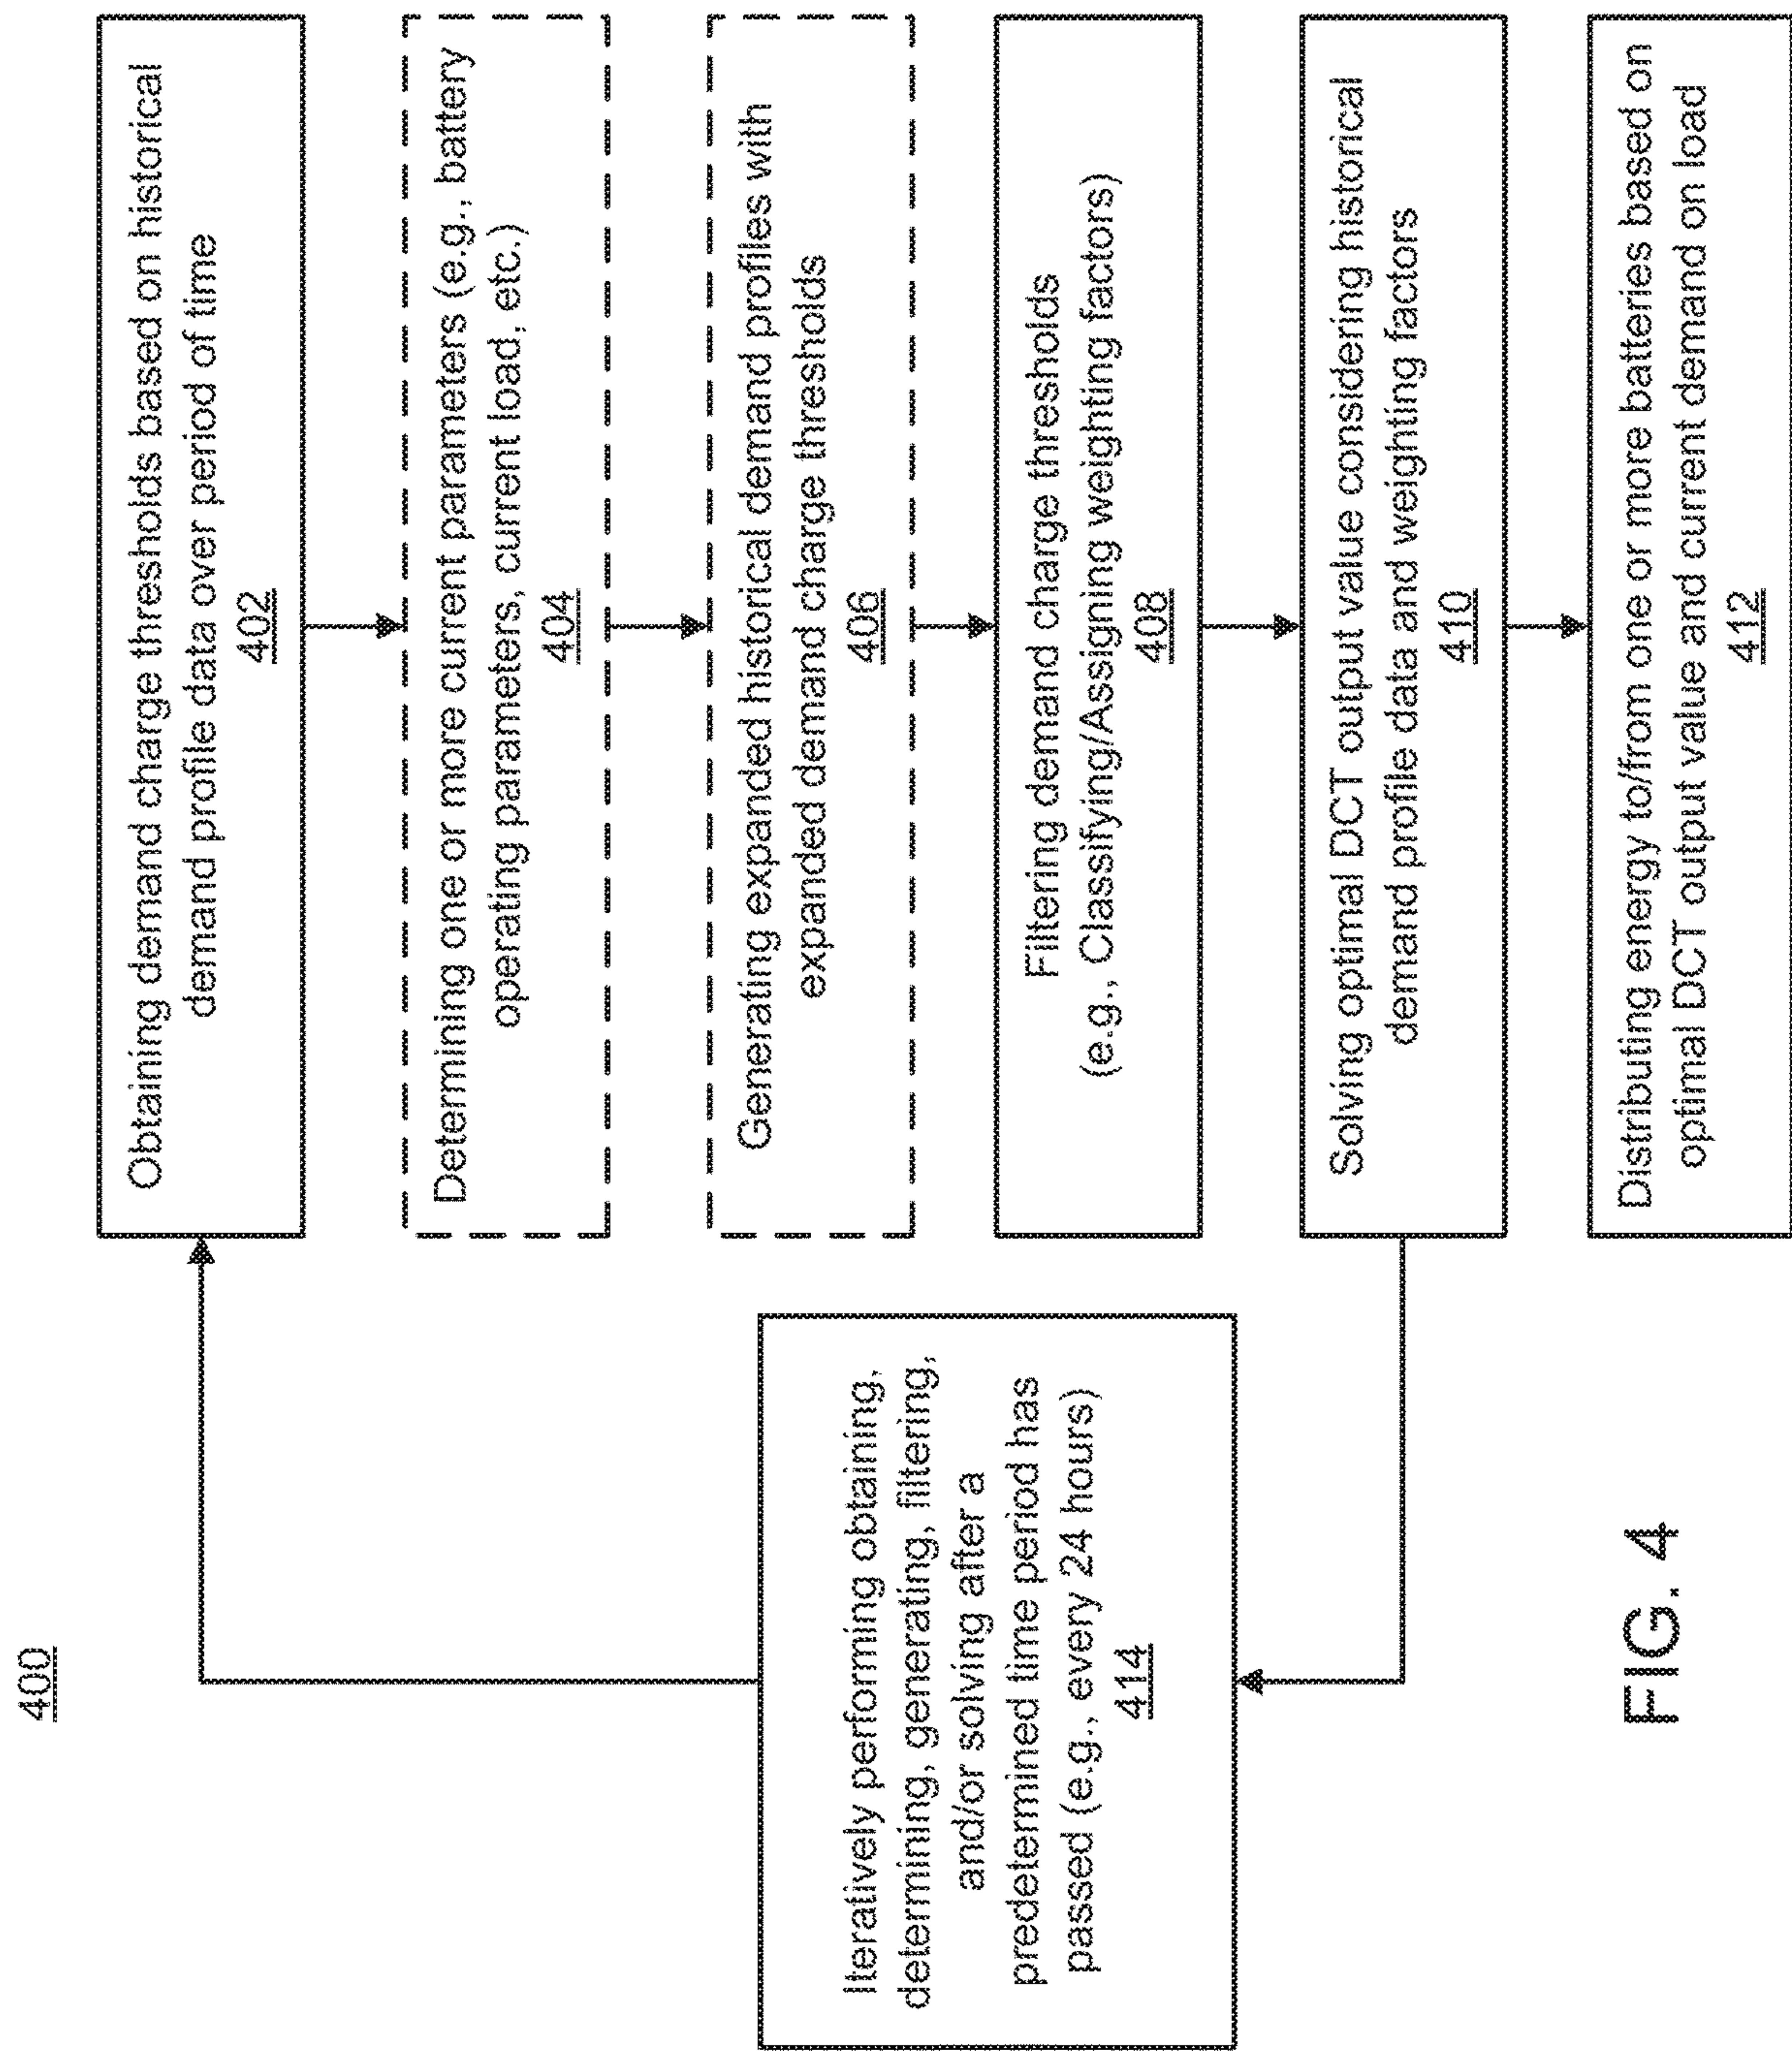 400
Obtaining demand charge thresholds based on historical
demand profile data over period of time
402
Determining one or more current parameters (e.g., battery
operating parameters, current load, etc.)
404
Generating expanded historical demand profiles with
expanded demand charge thresholds
406
Filtering demand charge thresholds
(e.g., Classifying/Assigning weighting factors)
408
Solving optimal DCT output value considering historical
demand profile data and weighting factors
410
Distributing energy to/from one or more batteries based on
optimal DCT output value and current demand on load
412
Iteratively performing obtaining,
determining, generating, filtering,
and/or solving after a
predetermined time period has
passed (e.g., every 24 hours)
414
FIG. 4